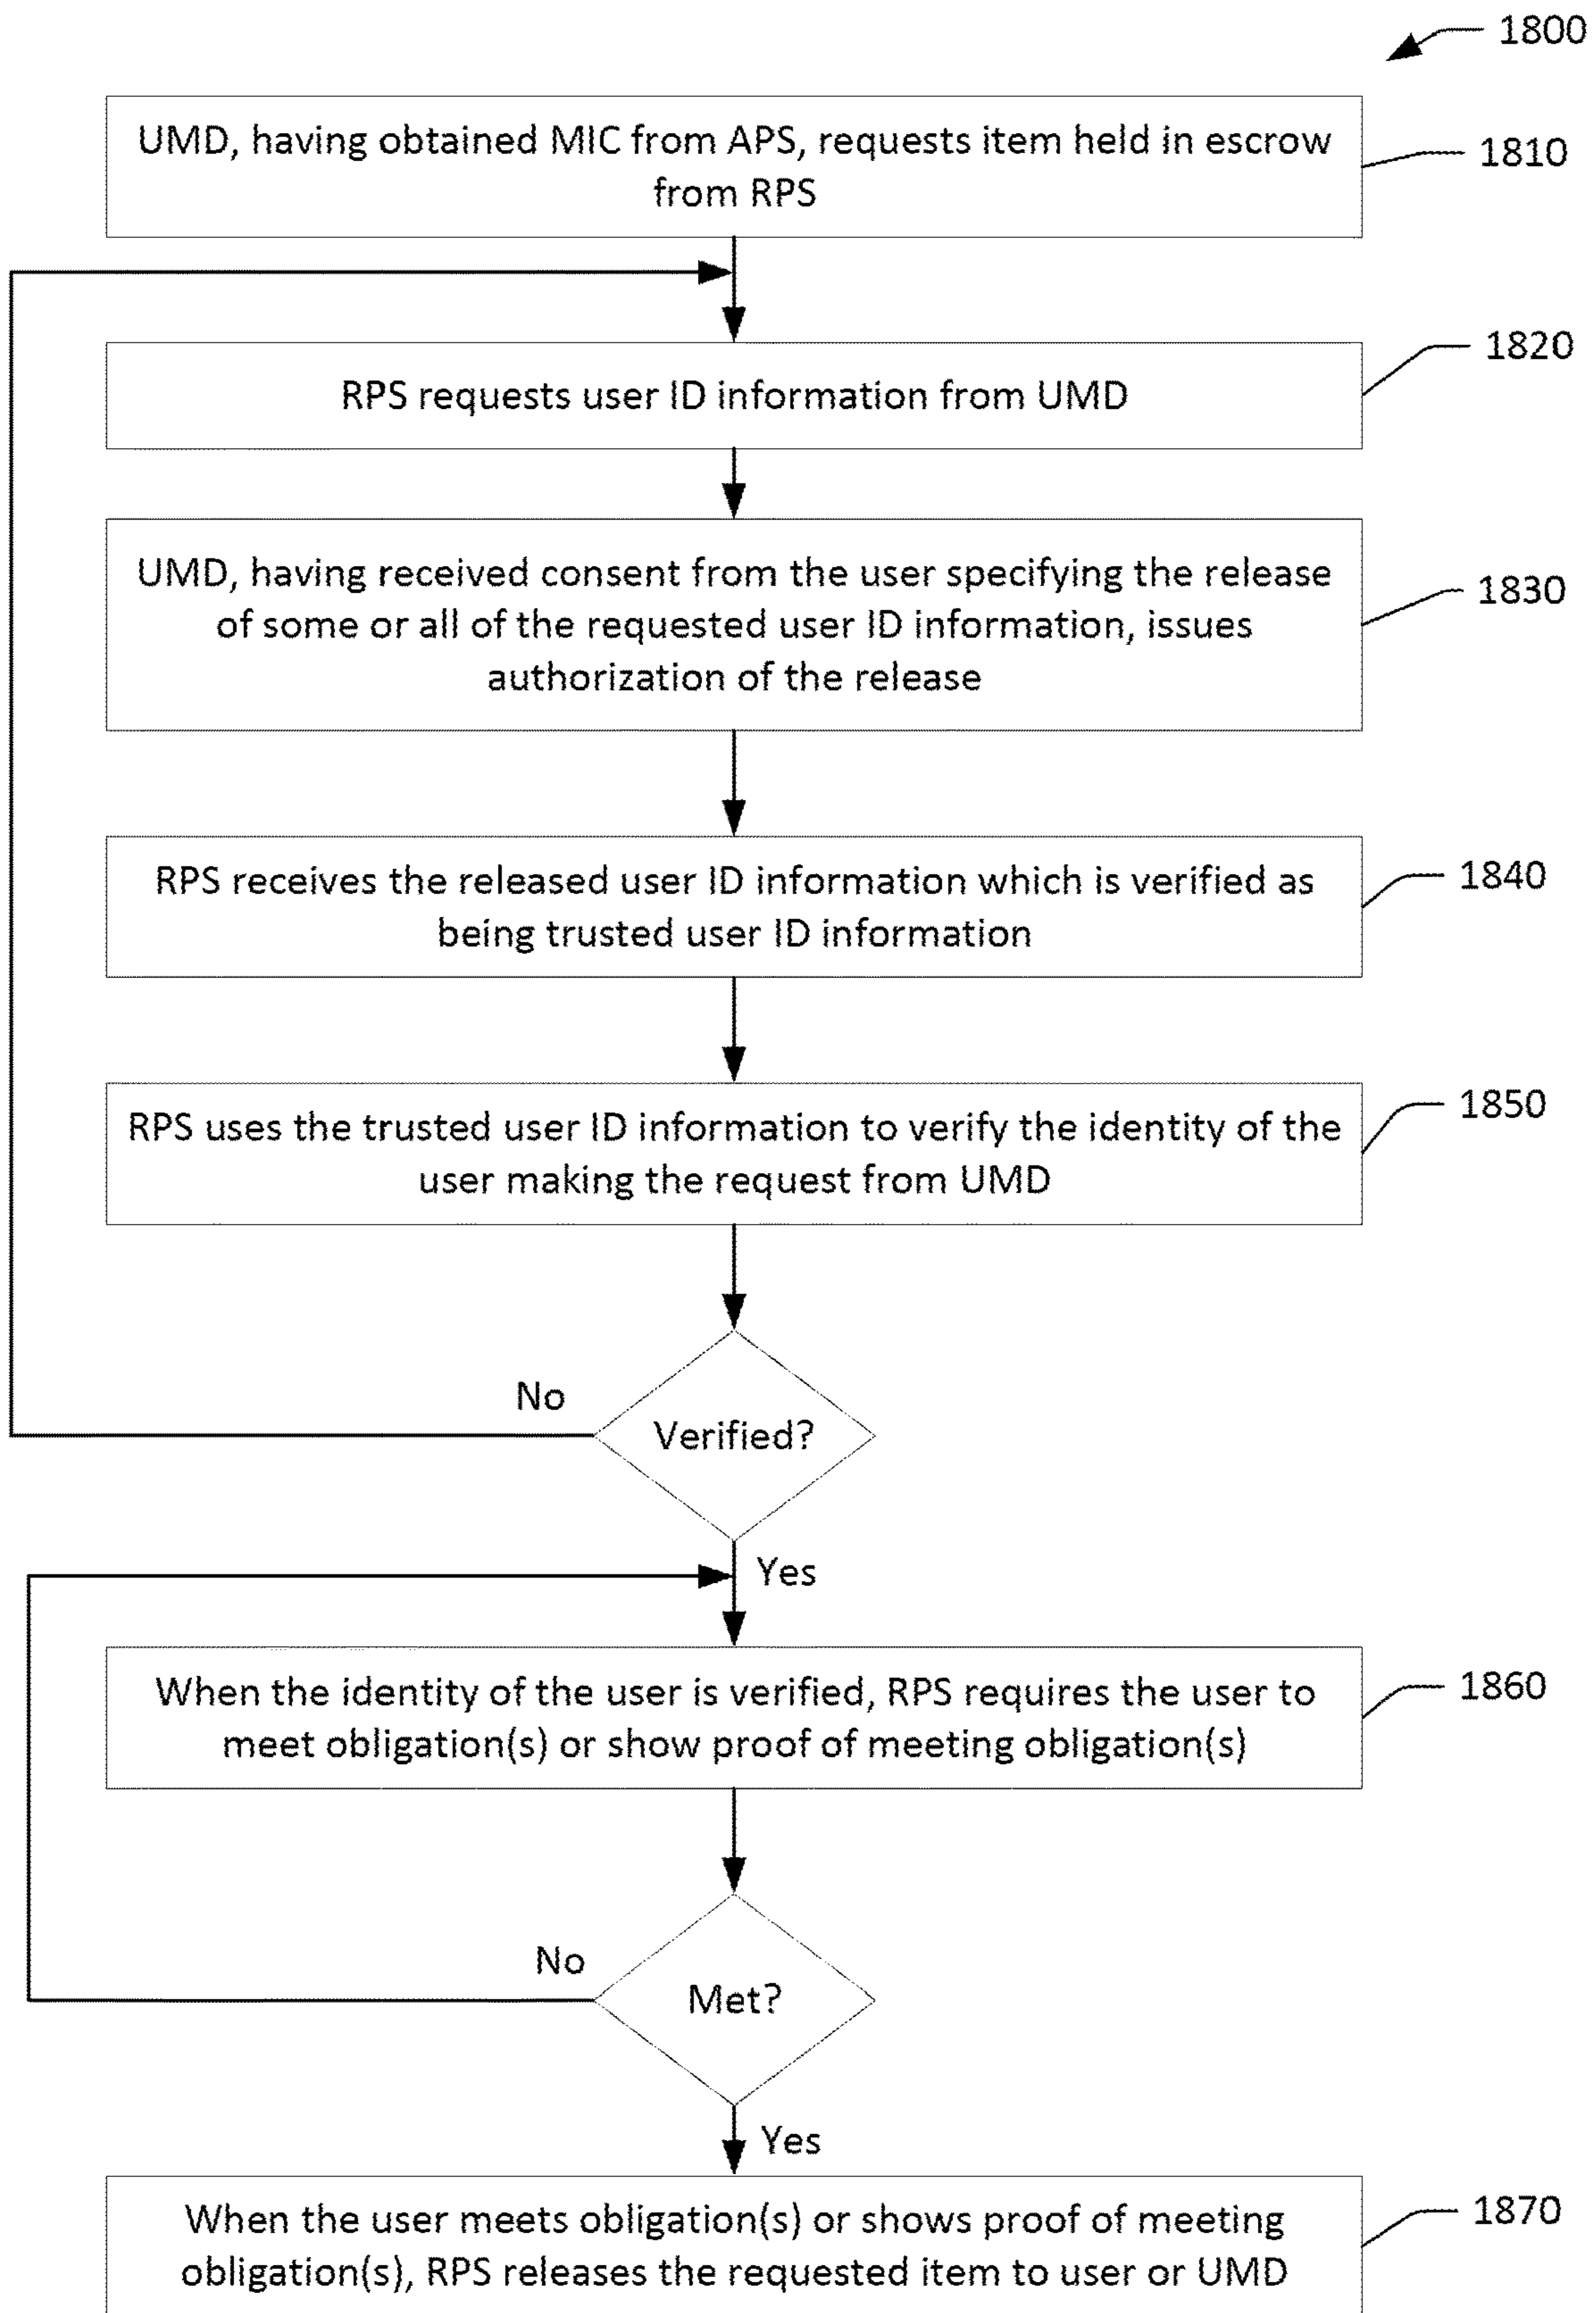 1800
UMD, having obtained MIC from APS, requests item held in escrow
from RPS
1810
RPS requests user ID information from UMD
1820
UMD, having received consent from the user specifying the release
of some or all of the requested user ID information, issues
authorization of the release
1830
RPS receives the released user ID information which is verified as
being trusted user ID information
1840
RPS uses the trusted user ID information to verify the identity of the
user making the request from UMD
1850
No
Verified?
Yes
When the identity of the user is verified, RPS requires the user to
meet obligation(s) or show proof of meeting obligation(s)
1860
No
Met?
Yes
When the user meets obligation(s) or shows proof of meeting
obligation(s), RPS releases the requested item to user or UMD
1870